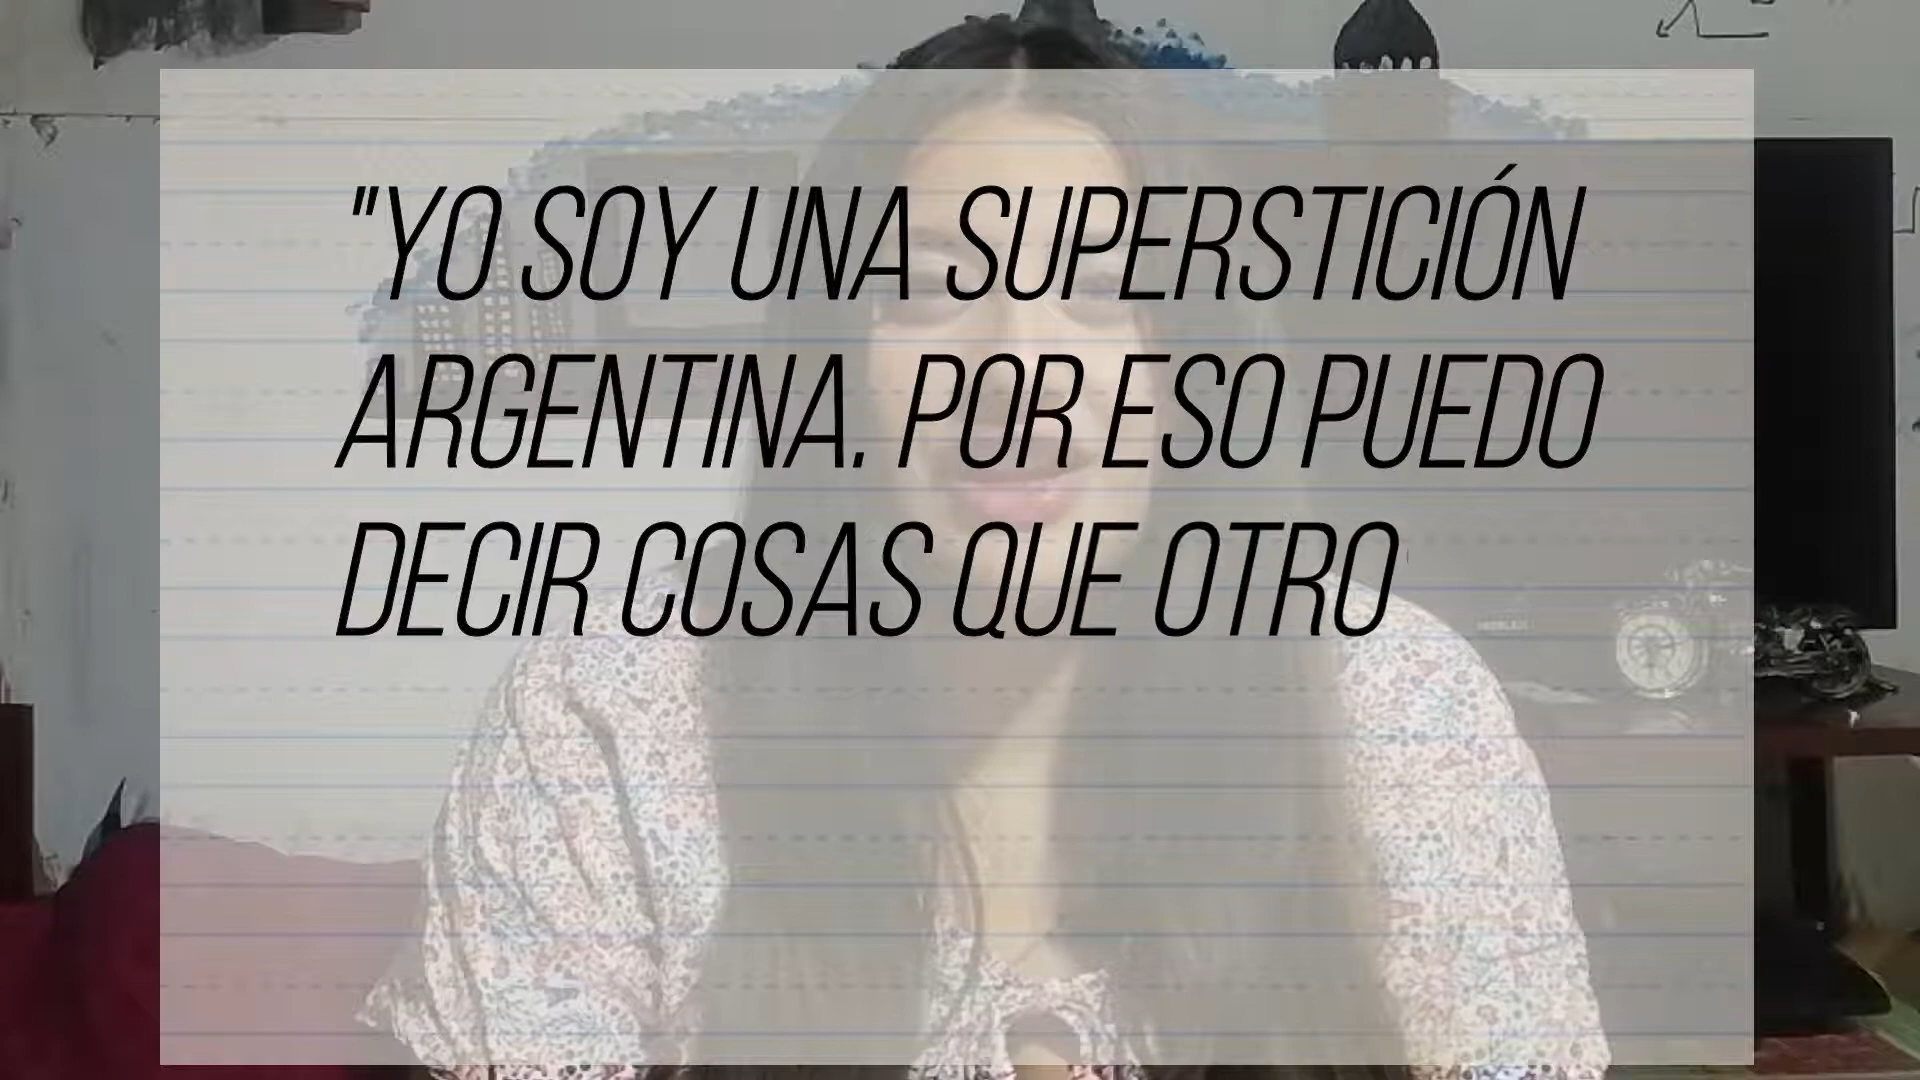 "YO SOY UNA SUPERSTICIÓN
ARGENTINA. POR ESO PUEDO
DECIR COSAS QUE OTRO